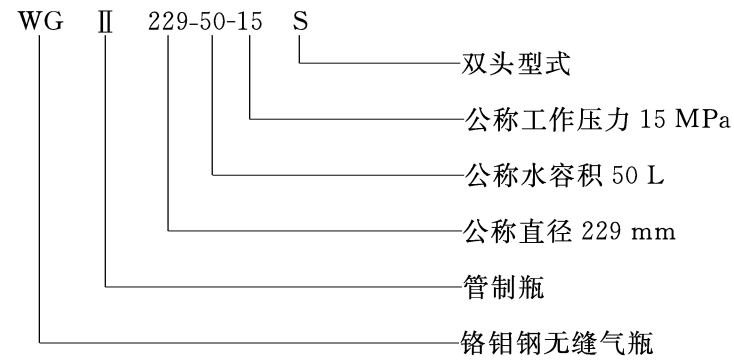 WG Ⅱ 229-50-15 S
双头型式
公称工作压力 15 MPa
公称水容积 50 L
公称直径 229 mm
管制瓶
铬钼钢无缝气瓶